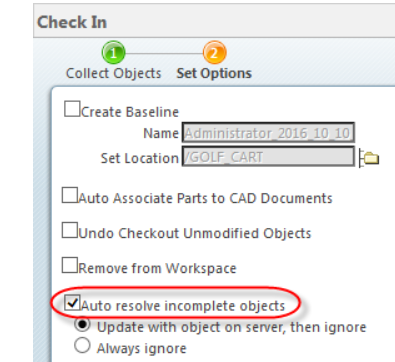 Check In
1 2
Collect Objects Set Options
Create Baseline
Name Administrator_2016_10_10
Set Location /GOLF_CART
Auto Associate Parts to CAD Documents
Undo Checkout Unmodified Objects
Remove from Workspace
Auto resolve incomplete objects
Update with object on server, then ignore
Always ignore